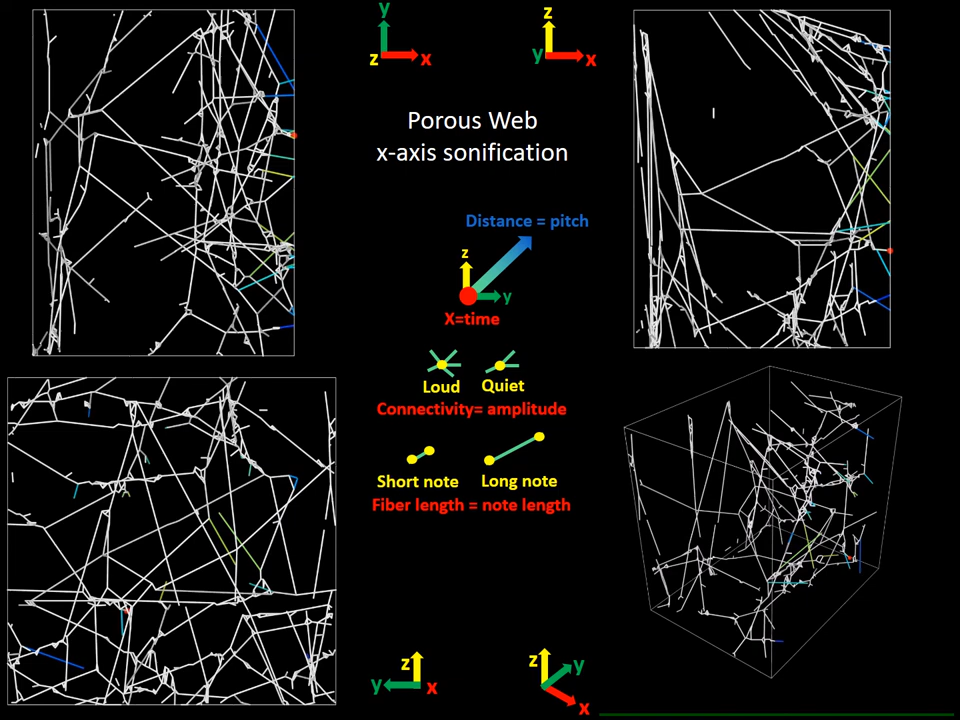 y
z x
z
y x
Porous Web
x-axis sonification
Distance = pitch
z
y
X=time
Loud Quiet
Connectivity= amplitude
Short note Long note
Fiber length = note length
z
y x
z y
x